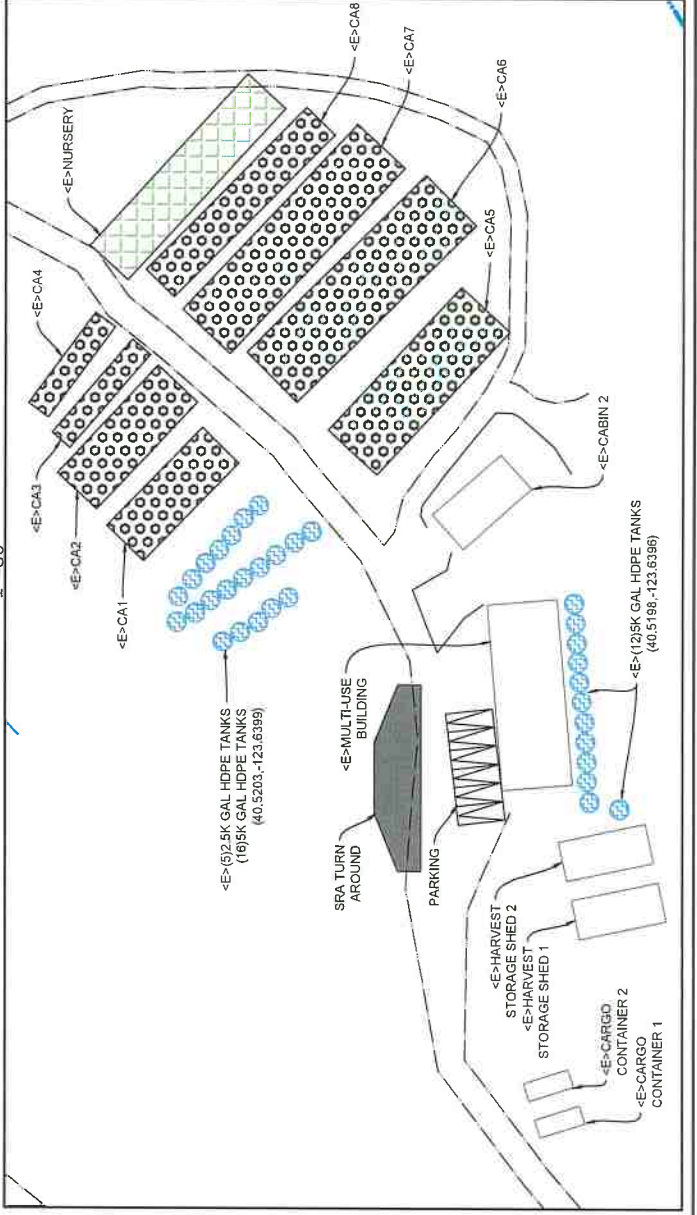 <E>NURSERY
<E>CA8
<E>CA7
<E>CA6
<E>CA5
<E>CA4
<E>CA3
<E>CA2
<E>CA1
<E>(5)2.5K GAL HDPE TANKS
(16)5K GAL HDPE TANKS
(40.5203,-123.6399)
<E>CABIN 2
<E>MULTI-USE
BUILDING
SRA TURN
AROUND
PARKING
<E>(12)5K GAL HDPE TANKS
(40.5198,-123.6396)
<E>HARVEST
STORAGE SHED 2
<E>HARVEST
STORAGE SHED 1
<E>CARGO
CONTAINER 2
<E>CARGO
CONTAINER 1